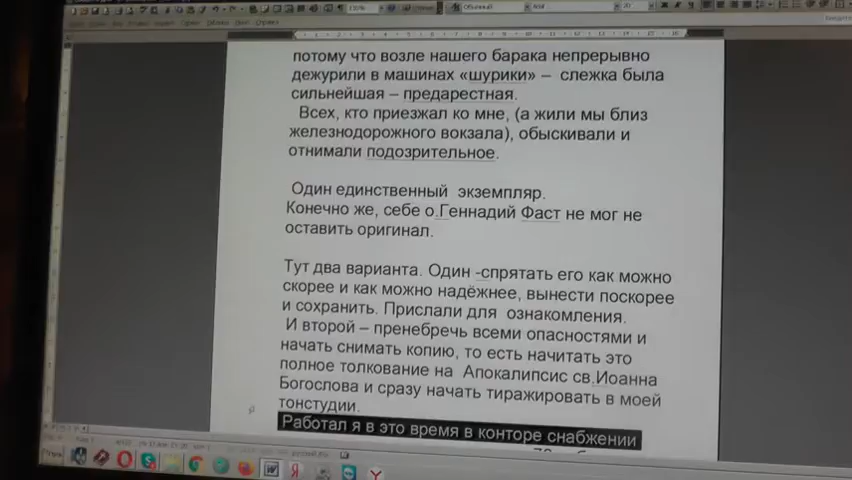 потому что возле нашего барака непрерывно
дежурили в машинах «шурики» – слежка была
сильнейшая – предарестная.
Всех, кто приезжал ко мне, (а жили мы близ
железнодорожного вокзала), обыскивали и
отнимали подозрительное.
Один единственный экземпляр.
Конечно же, себе о.Геннадий Фаст не мог не
оставить оригинал.
Тут два варианта. Один -спрятать его как можно
скорее и как можно надёжнее, вынести поскорее
и сохранить. Прислали для ознакомления.
И второй – пренебречь всеми опасностями и
начать снимать копию, то есть начитать это
полное толкование на Апокалипсис св.Иоанна
Богослова и сразу начать тиражировать в моей
тонстудии.
Работал я в это время в конторе снабжении